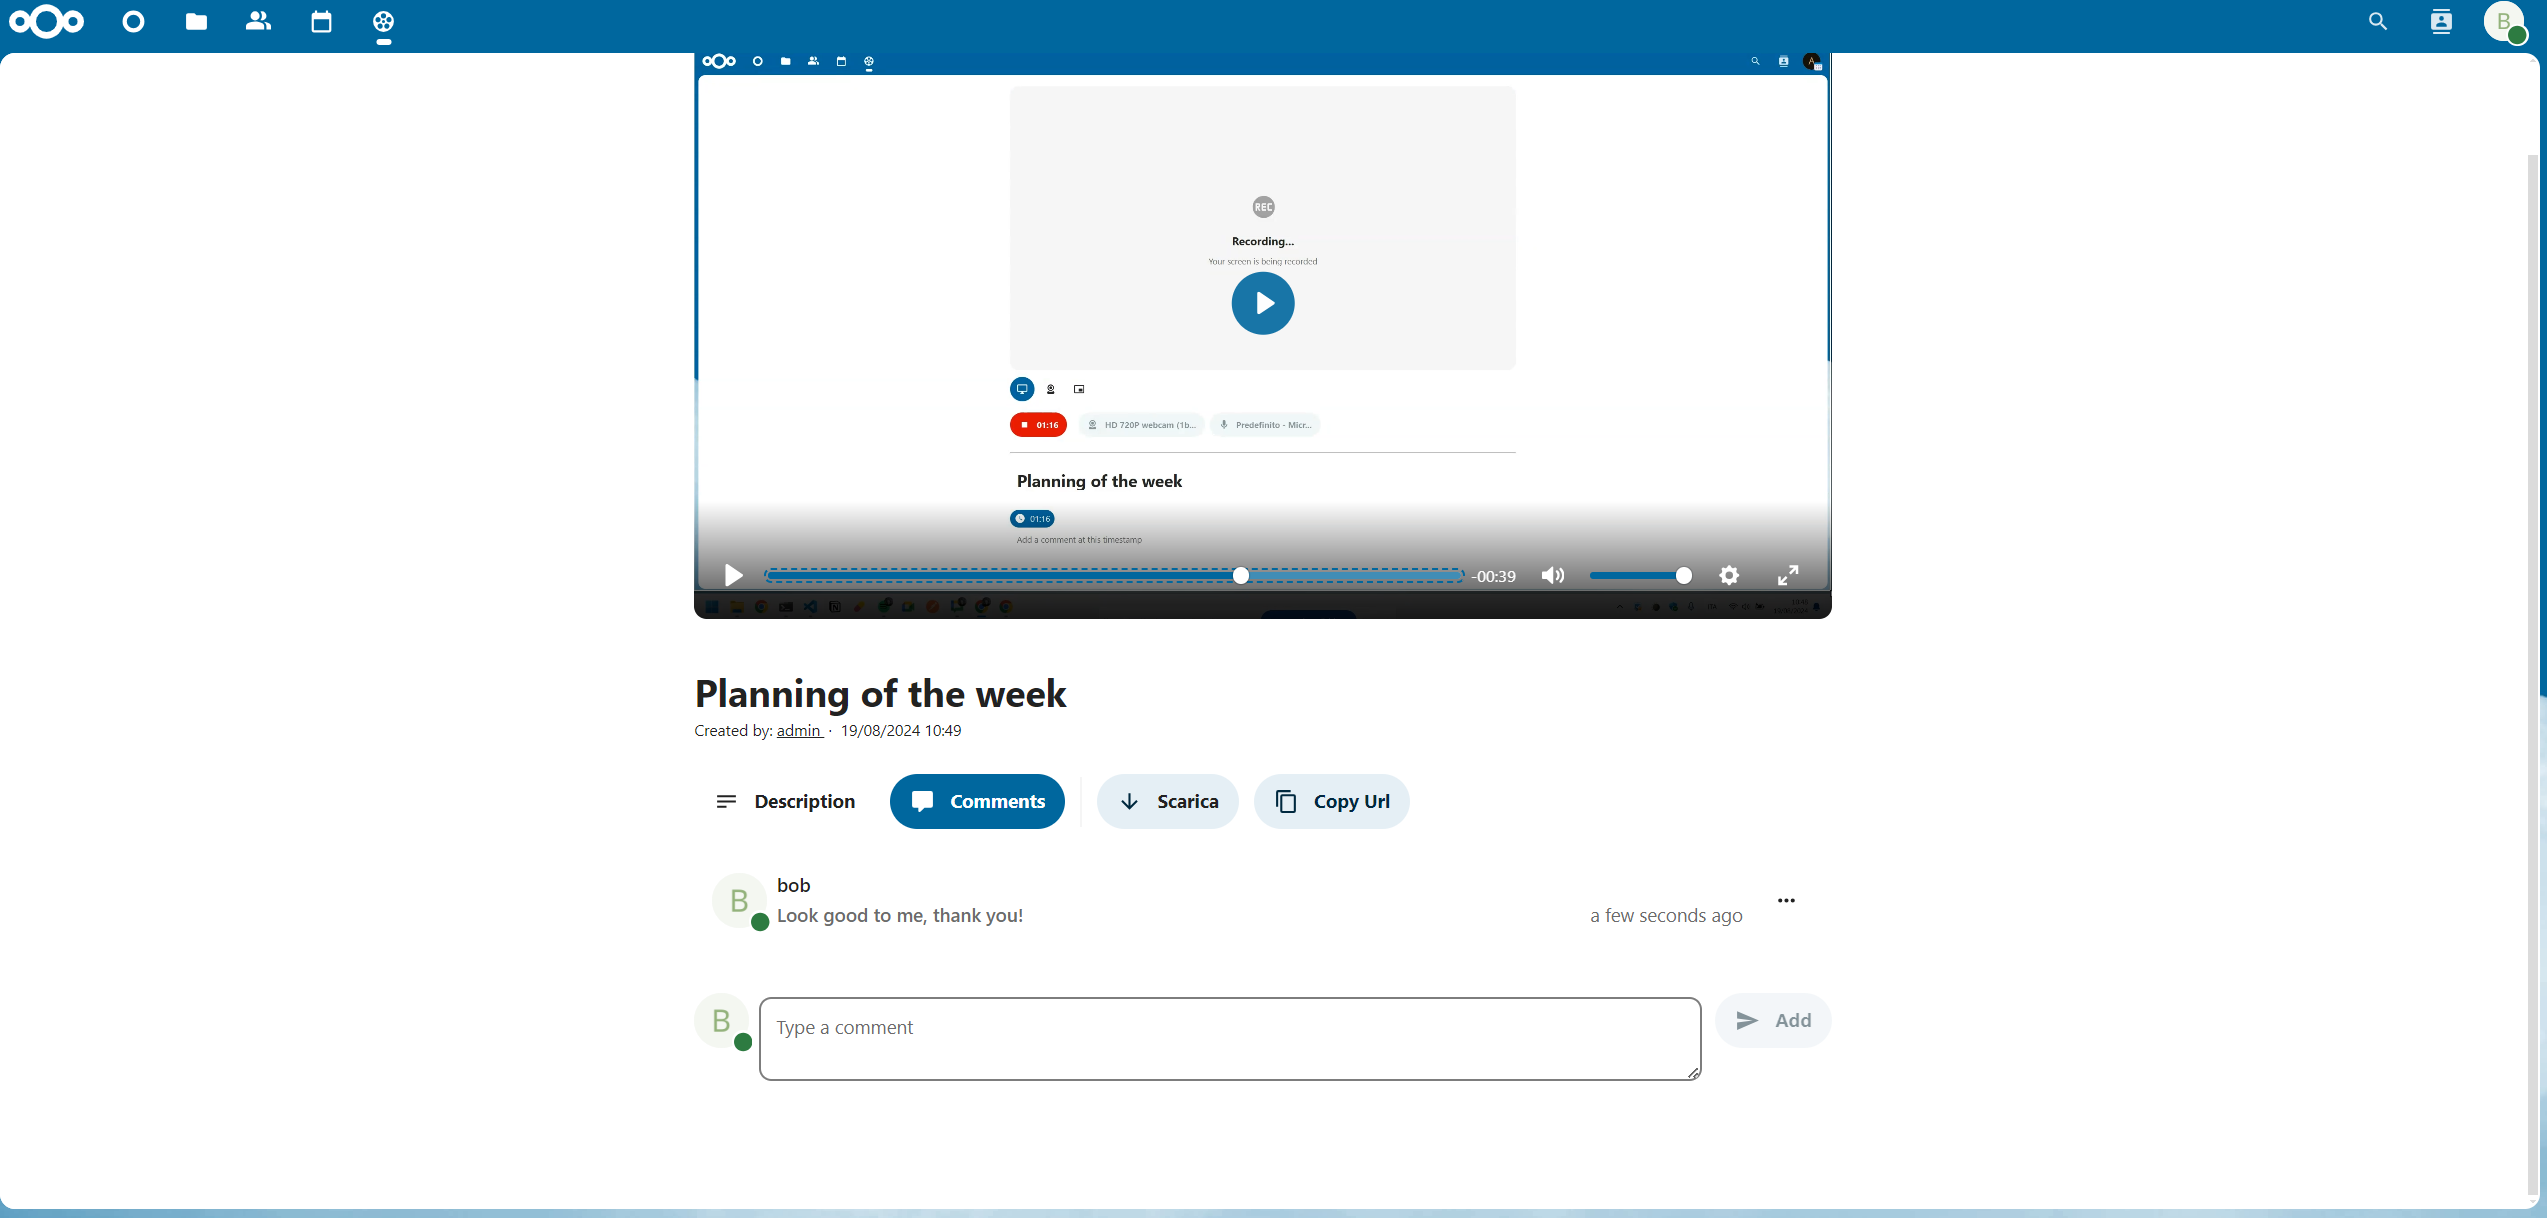 B
A
REC
Recording...
Your screen is being recorded
01:16
HD 720P webcam (1b...
Predefinito - Micr...
Planning of the week
01:16
Add a comment at this timestamp
-00:39
Planning of the week
Created by: admin · 19/08/2024 10:49
Description
Comments
Scarica
Copy Url
B
bob
Look good to me, thank you!
a few seconds ago
B
Type a comment
Add